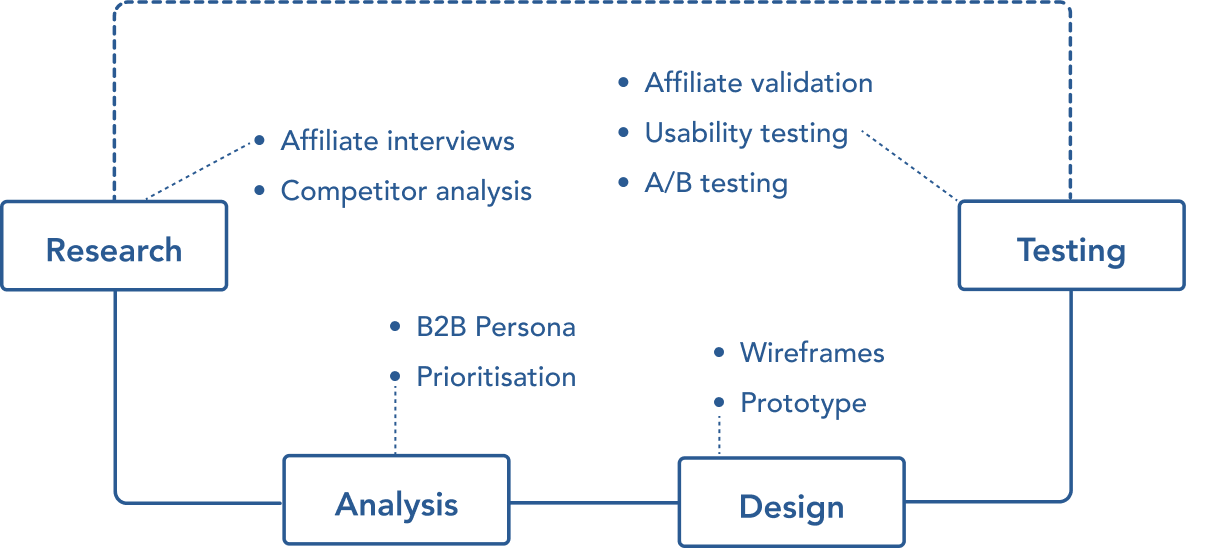 Affiliate validation
Usability testing
A/B testing
Affiliate interviews
Competitor analysis
Research
Testing
B2B Persona
Prioritisation
Wireframes
Prototype
Analysis
Design